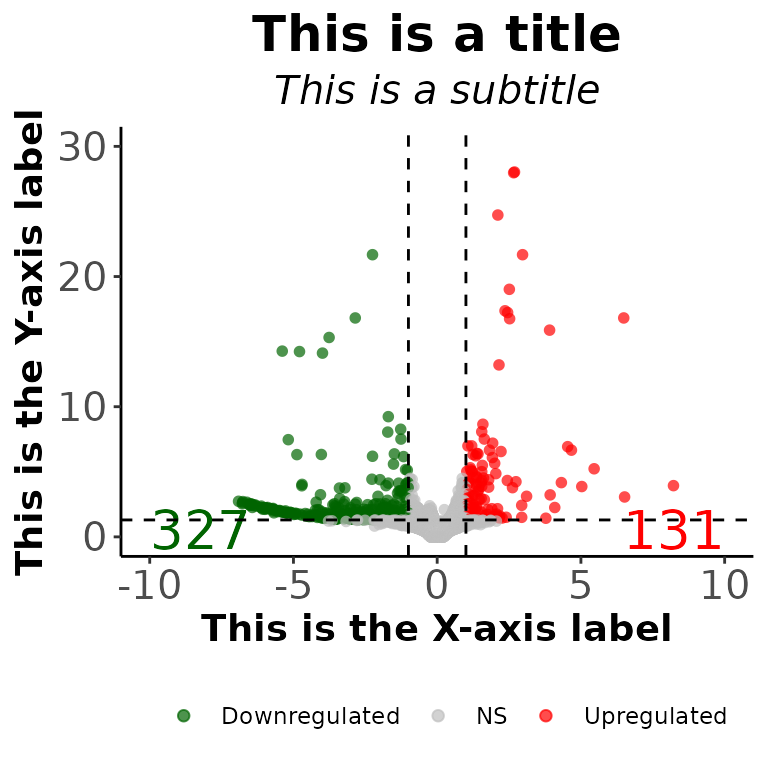 This is a title
This is a subtitle
This is the Y-axis label
30
20
10
0
327
131
-10 -5 0 5 10
This is the X-axis label
Downregulated NS Upregulated